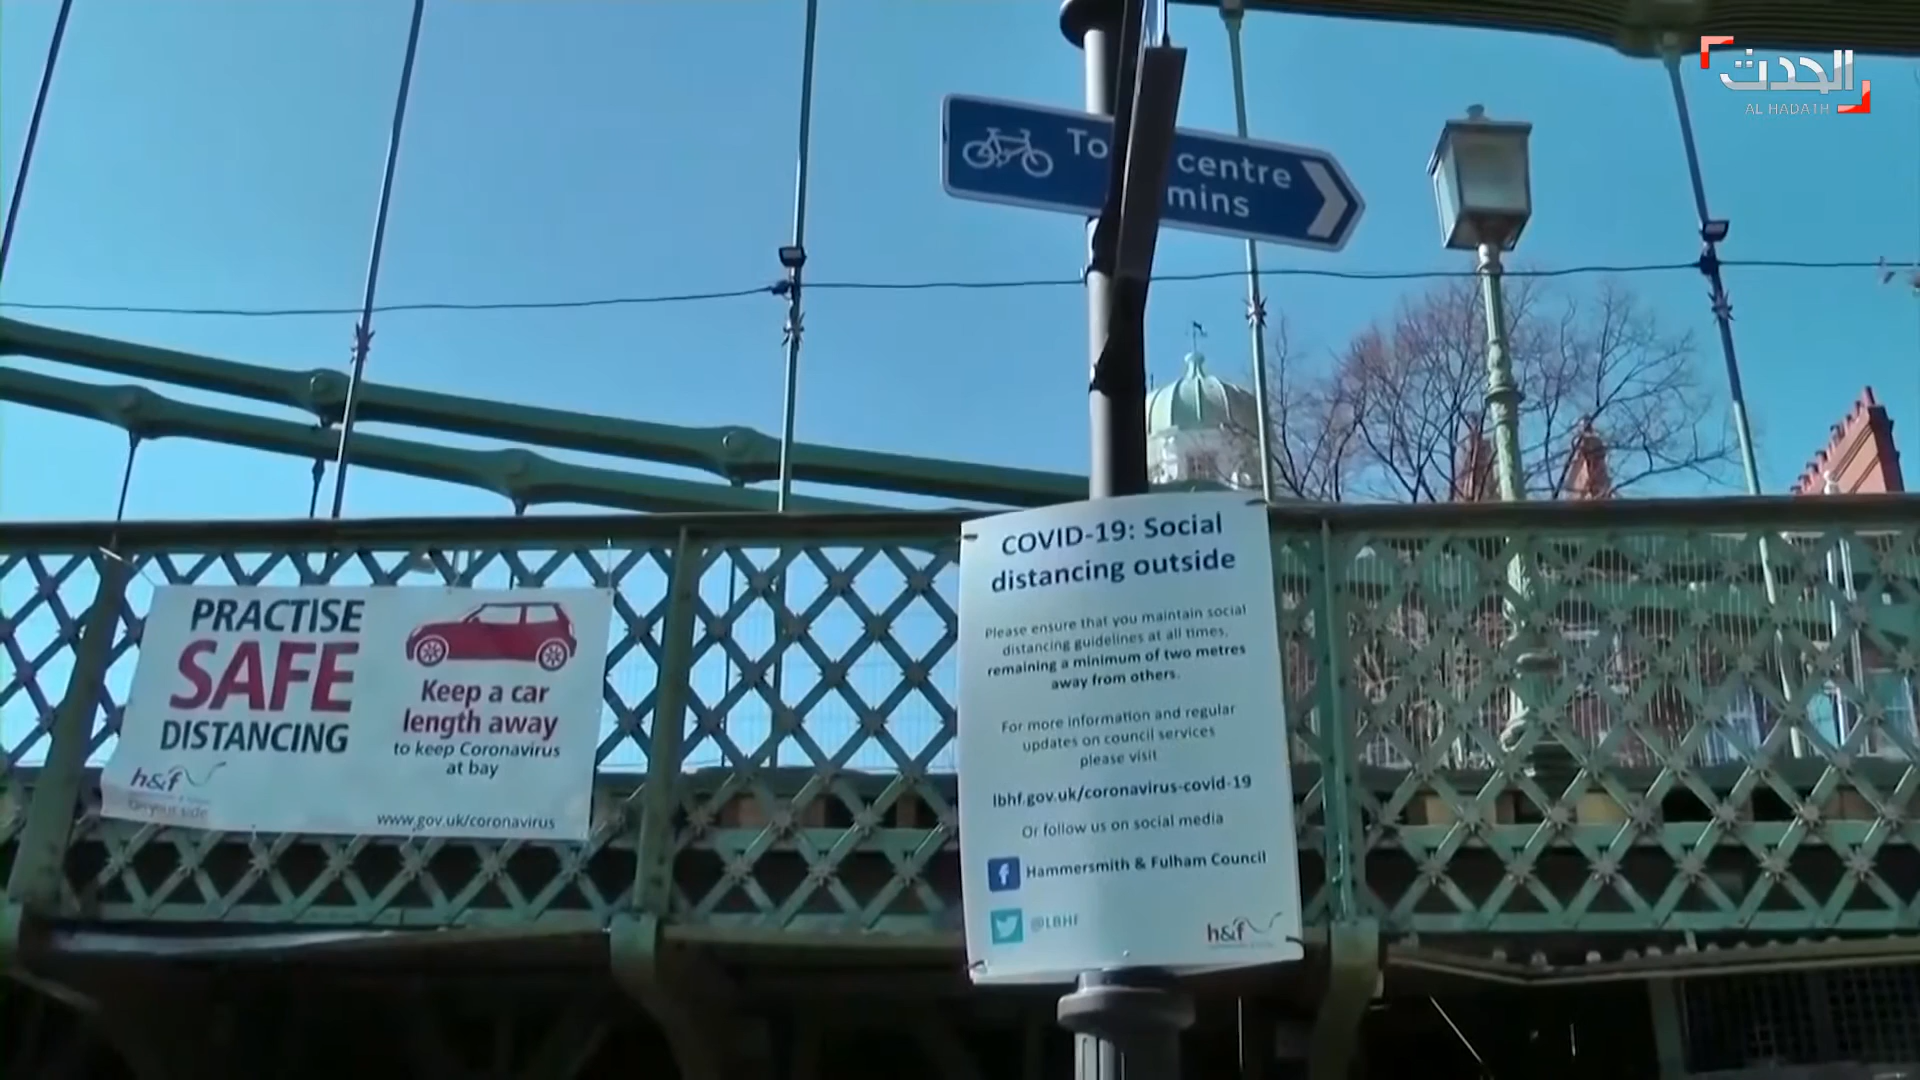 الحدث
AL HADATH
centre
mins
PRACTISE
SAFE
DISTANCING
Keep a car
length away
to keep Coronavirus
at bay
h&f
www.gov.uk/coronavirus
COVID-19: Social
distancing outside
Please ensure that you maintain social
distancing guidelines at all times,
remaining a minimum of two metres
away from others.
For more information and regular
updates on council services
please visit
lbhf.gov.uk/coronavirus-covid-19
Or follow us on social media
Hammersmith & Fulham Council
@LBHF
h&f